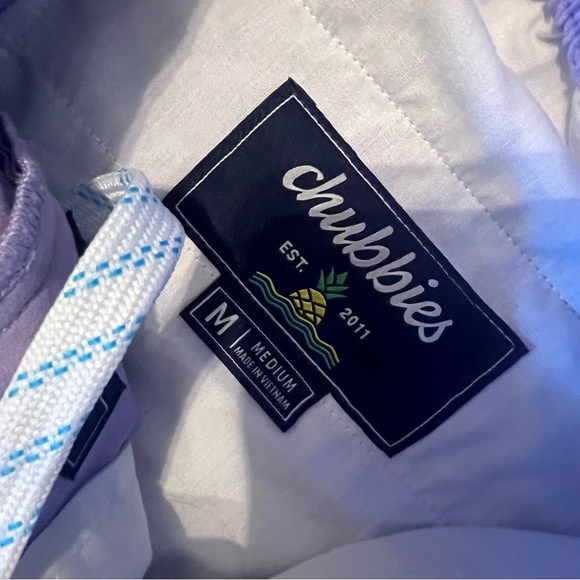 chubbies
EST. 2011
M
MEDIUM
MADE IN VIETNAM